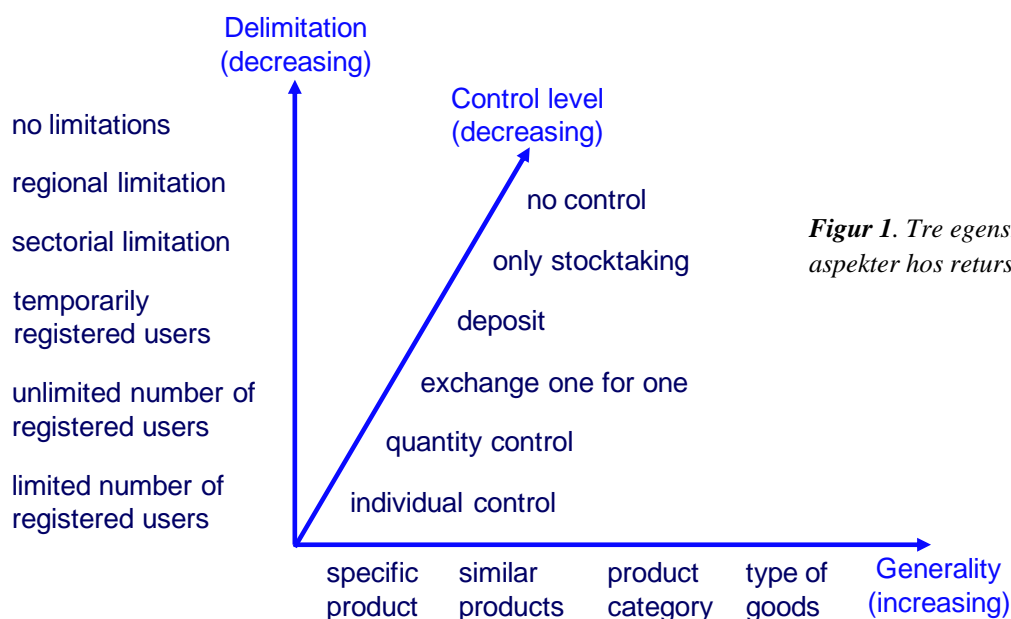 Delimitation
(decreasing)
Control level
(decreasing)
no limitations
regional limitation
sectorial limitation
temporarily
registered users
unlimited number of
registered users
limited number of
registered users
no control
only stocktaking
deposit
exchange one for one
quantity control
individual control
Figur 1. Tre egens
aspekter hos returs
specific
product
similar
products
product
category
type of
goods
Generality
(increasing)